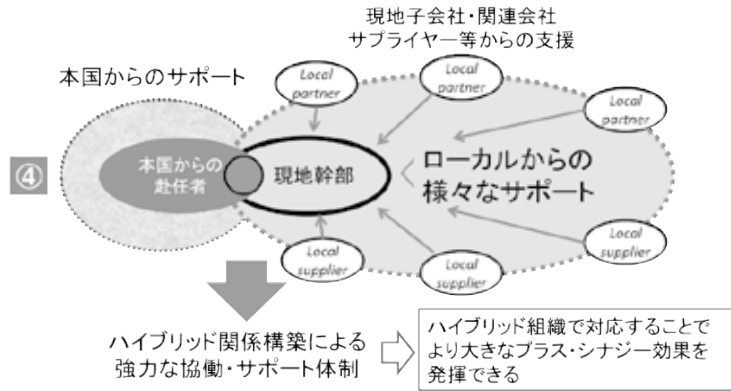 現地子会社・関連会社
サプライヤー等からの支援
本国からのサポート
Local
partner
Local
partner
Local
partner
④
本国からの
赴任者
現地幹部
ローカルからの
様々なサポート
Local
supplier
Local
supplier
Local
supplier
ハイブリッド関係構築による
強力な協働・サポート体制
ハイブリッド組織で対応することで
より大きなプラス・シナジー効果を
発揮できる